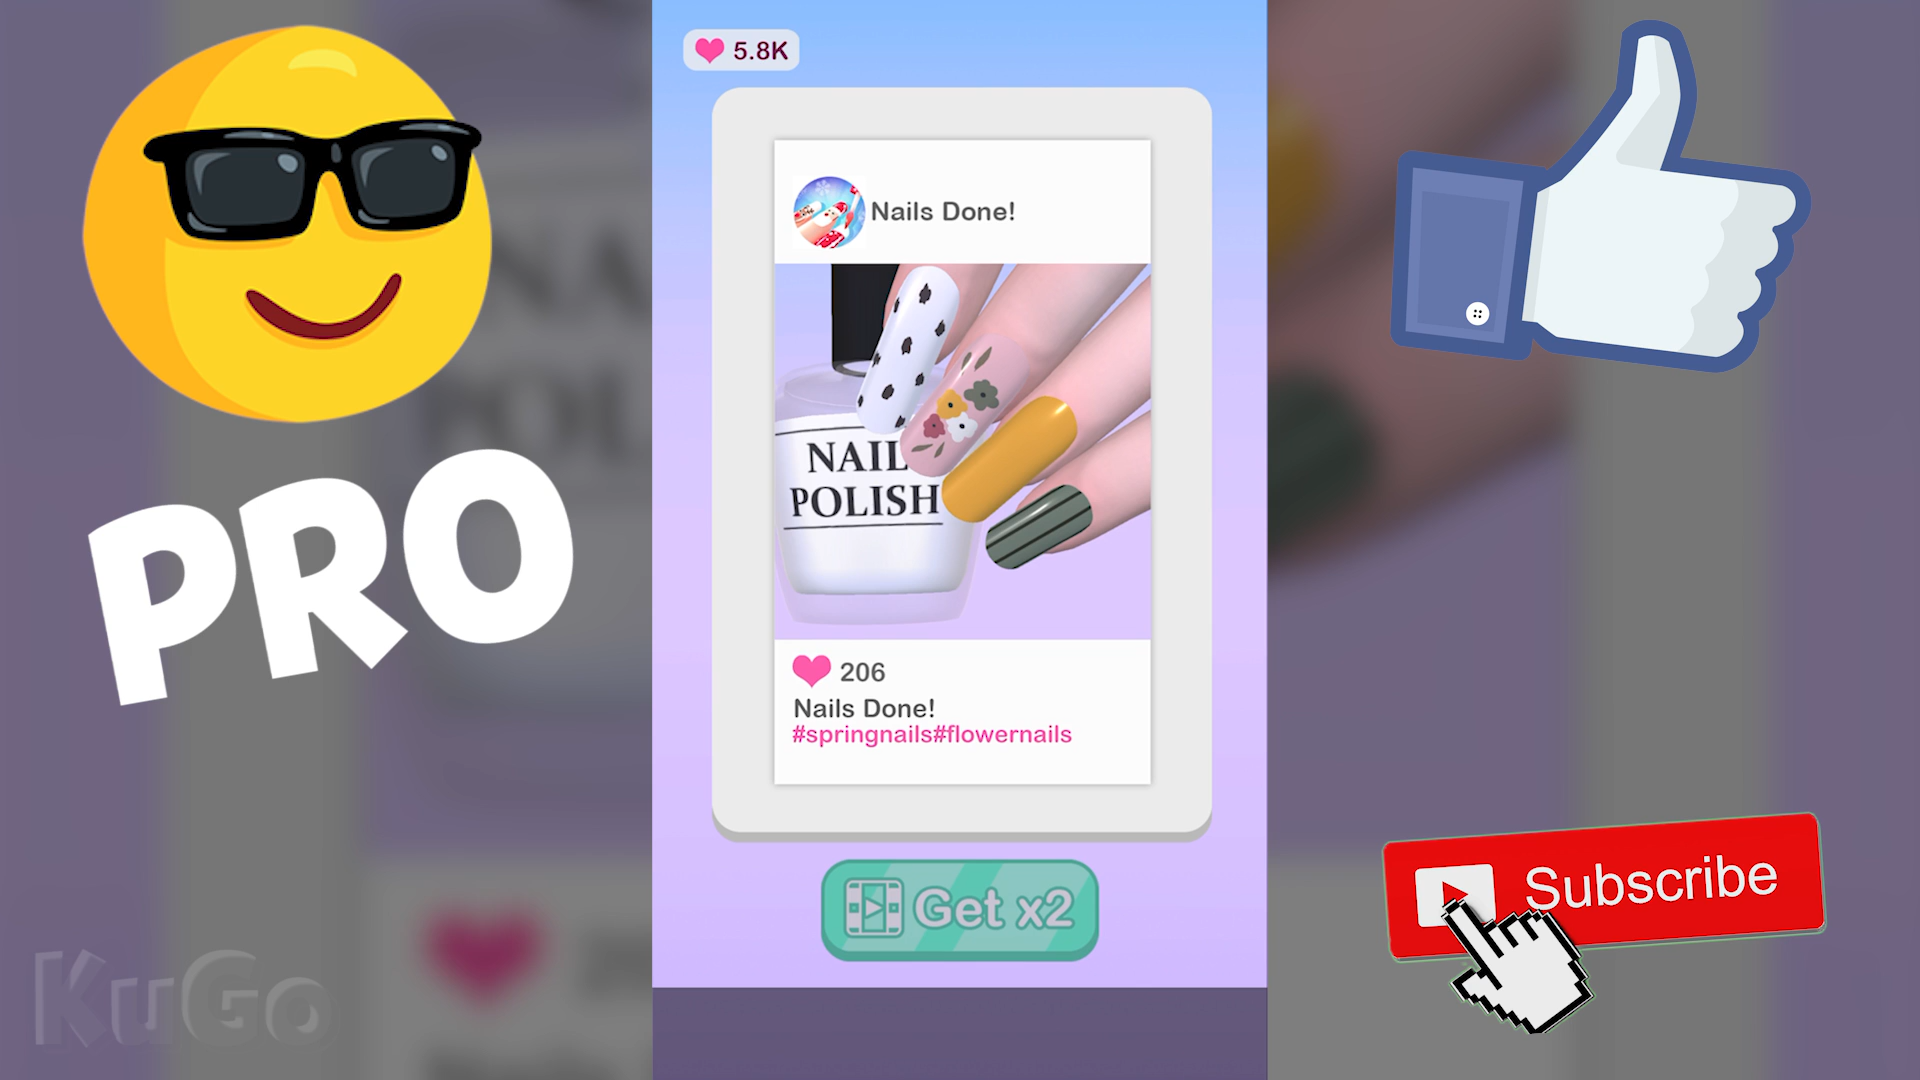 5.8K
Nails Done!
NAIL
POLISH
206
Nails Done!
#springnails#flowernails
Get x2
PRO
Subscribe
KuGo